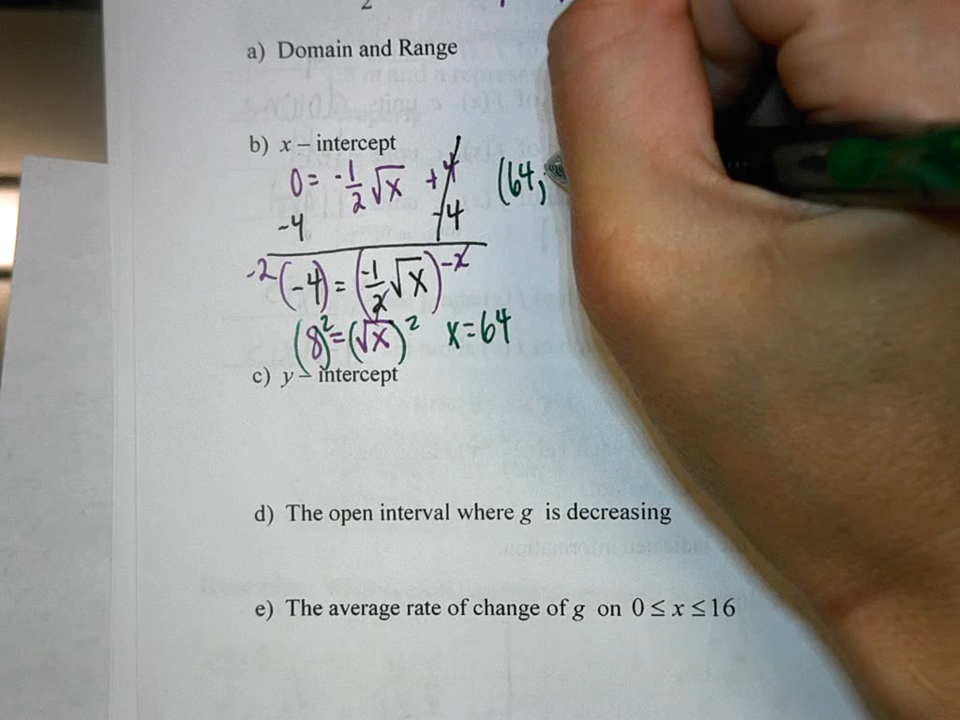 2
a) Domain and Range
b) x – intercept
0 = -1/2 √x + 4 (64,
-4 -4
-2(-4) = (-1/2 √x)-2
(8)² = (√x)² x = 64
c) y – intercept
d) The open interval where g is decreasing
e) The average rate of change of g on 0 ≤ x ≤ 16